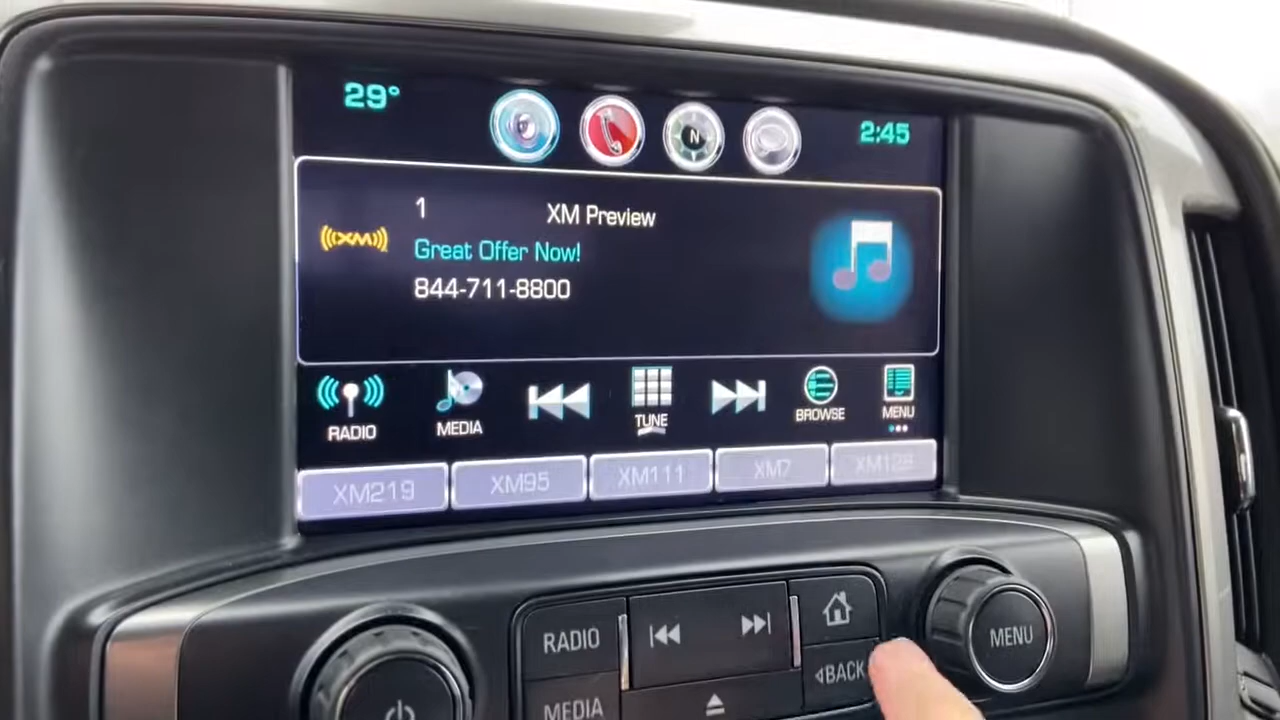 29°
N
2:45
1 XM Preview
((XM))
Great Offer Now!
844-711-8800
RADIO
MEDIA
TUNE
BROWSE
MENU
XM219
XM95
XM111
XM7
RADIO
MENU
BACK
MEDIA